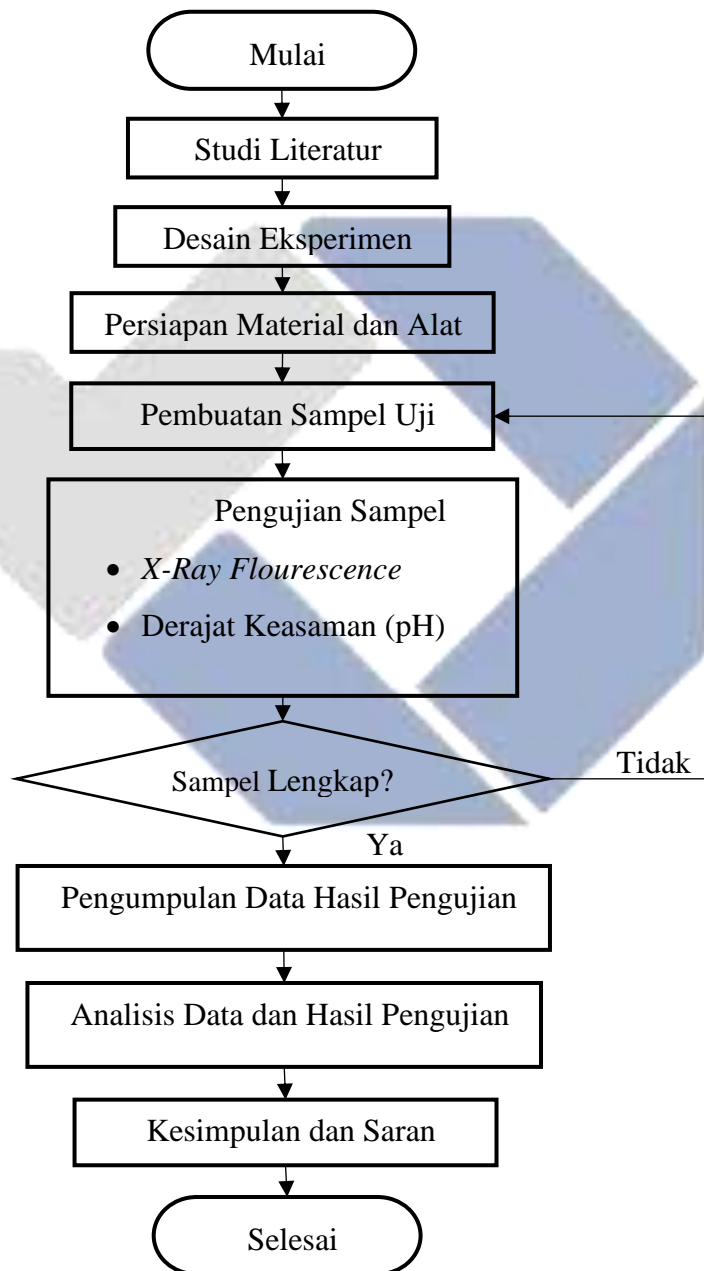 Mulai
Studi Literatur
Desain Eksperimen
Persiapan Material dan Alat
Pembuatan Sampel Uji
Pengujian Sampel
• X-Ray Flourescence
• Derajat Keasaman (pH)
Sampel Lengkap?
Tidak
Ya
Pengumpulan Data Hasil Pengujian
Analisis Data dan Hasil Pengujian
Kesimpulan dan Saran
Selesai